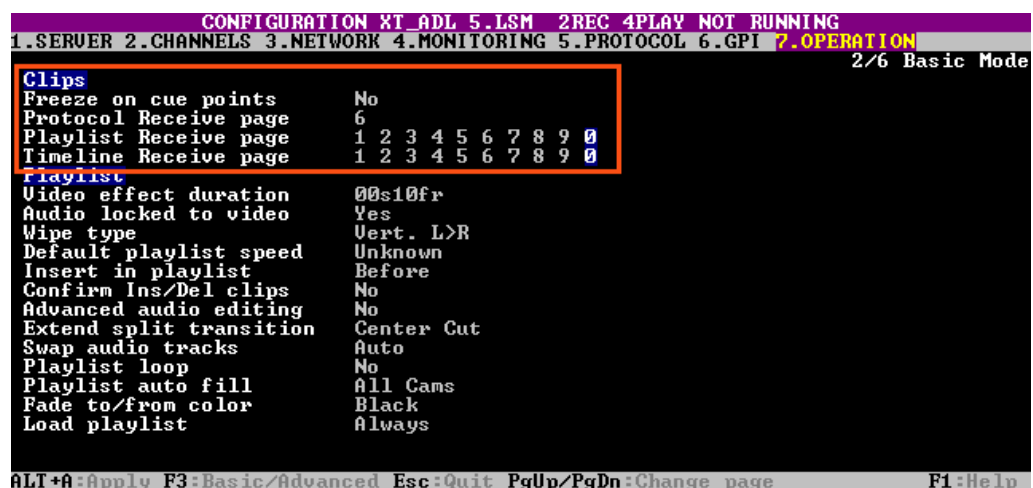 CONFIGURATION XT_ADL 5.LSM 2REC 4PLAY NOT RUNNING
1.SERVER 2.CHANNELS 3.NETWORK 4.MONITORING 5.PROTOCOL 6.GPI 7.OPERATION
2/6 Basic Mode
Clips
Freeze on cue points No
Protocol Receive page 6
Playlist Receive page 1 2 3 4 5 6 7 8 9 0
Timeline Receive page 1 2 3 4 5 6 7 8 9 0
Playlist
Video effect duration 00s10fr
Audio locked to video Yes
Wipe type Vert. L>R
Default playlist speed Unknown
Insert in playlist Before
Confirm Ins/Del clips No
Advanced audio editing No
Extend split transition Center Cut
Swap audio tracks Auto
Playlist loop No
Playlist auto fill All Cams
Fade to/from color Black
Load playlist Always
ALT+A:Apply F3:Basic/Advanced Esc:Quit PgUp/PgDn:Change page F1:Help